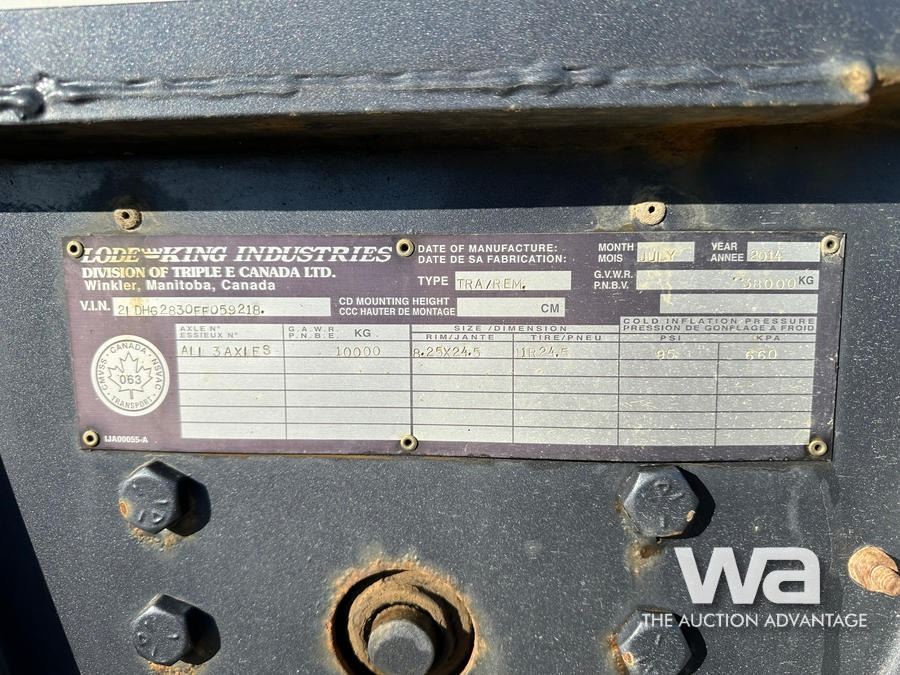 LODE KING INDUSTRIES
DIVISION OF TRIPLE E CANADA LTD.
Winkler, Manitoba, Canada
DATE OF MANUFACTURE:
DATE DE SA FABRICATION:
MONTH
MOIS
JULY
YEAR
ANNEE
2014
TYPE
TRA/REM.
G.V.W.R.
P.N.B.V.
38000 KG
V.I.N.
CD MOUNTING HEIGHT
CCC HAUTER DE MONTAGE
CM
AXLE N°
ESSIEUX N°
G.A.W.R.
P.N.B.E.
KG
SIZE/DIMENSION
RIM/JANTE
TIRE/PNEU
COLD INFLATION PRESSURE
PRESSION DE GONFLAGE A FROID
PSI
KPA
ALL 3 AXLES 10000 8.25X24.5 11R24.5 95 660
CANADA
CMVSS
NSVAC
063
TRANSPORT
IJA00055-A
wa
THE AUCTION ADVANTAGE